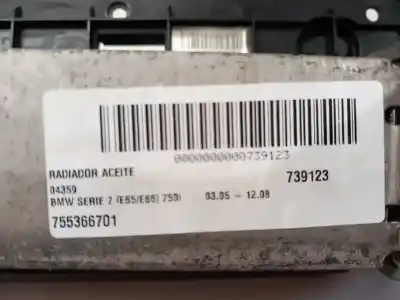 0000000000739123
RADIADOR ACEITE 739123
04359
BMW SERIE 7 (E65/E66) 750i 03.05 - 12.08
755366701